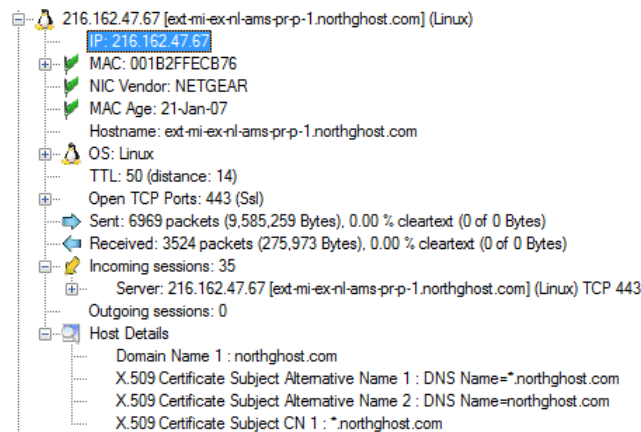 216.162.47.67 [ext-mi-ex-nl-ams-pr-p-1.northghost.com] (Linux)
IP: 216.162.47.67
MAC: 001B2FFECB76
NIC Vendor: NETGEAR
MAC Age: 21-Jan-07
Hostname: ext-mi-ex-nl-ams-pr-p-1.northghost.com
OS: Linux
TTL: 50 (distance: 14)
Open TCP Ports: 443 (Ssl)
Sent: 6969 packets (9,585,259 Bytes), 0.00 % cleartext (0 of 0 Bytes)
Received: 3524 packets (275,973 Bytes), 0.00 % cleartext (0 of 0 Bytes)
Incoming sessions: 35
Server: 216.162.47.67 [ext-mi-ex-nl-ams-pr-p-1.northghost.com] (Linux) TCP 443
Outgoing sessions: 0
Host Details
Domain Name 1 : northghost.com
X.509 Certificate Subject Alternative Name 1 : DNS Name=*.northghost.com
X.509 Certificate Subject Alternative Name 2 : DNS Name=northghost.com
X.509 Certificate Subject CN 1 : *.northghost.com